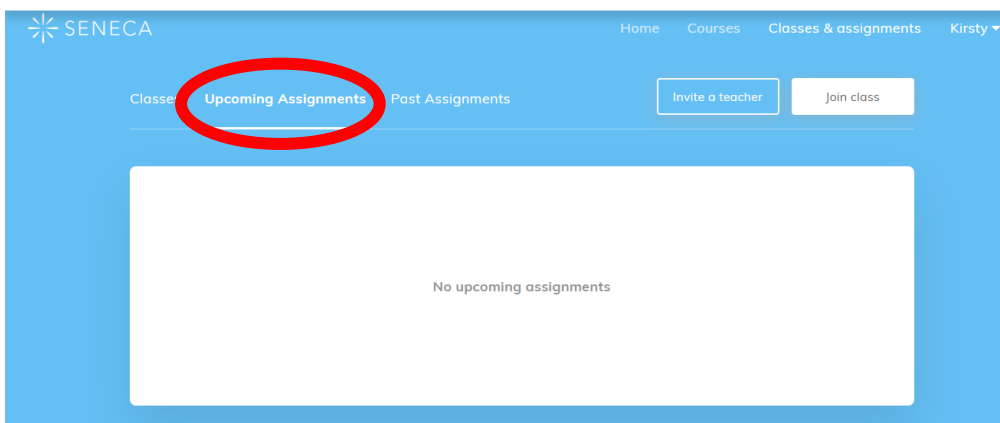 SENECA
Home Courses Classes & assignments Kirsty
Classes Upcoming Assignments Past Assignments Invite a teacher Join class
No upcoming assignments